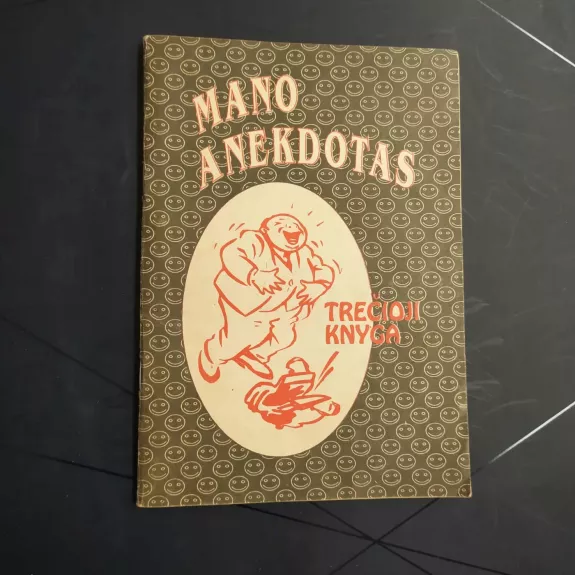 MANO
ANEKDOTAS
TREČIOJI
KNYGA